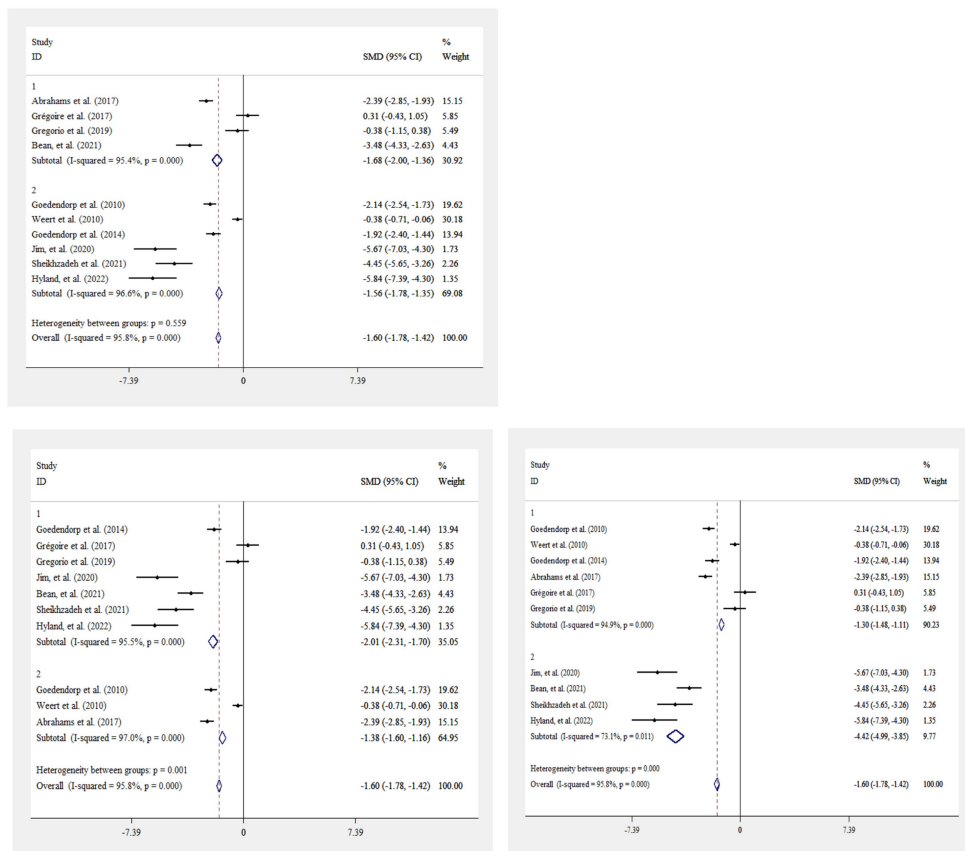 Study %
ID SMD (95% CI) Weight
1
Abrahams et al. (2017) -2.39 (-2.85, -1.93) 15.15
Grégoire et al. (2017) 0.31 (-0.43, 1.05) 5.85
Gregorio et al. (2019) -0.38 (-1.15, 0.38) 5.49
Bean, et al. (2021) -3.48 (-4.33, -2.63) 4.43
Subtotal (I-squared = 95.4%, p = 0.000) -1.68 (-2.00, -1.36) 30.92
2
Goedendorp et al. (2010) -2.14 (-2.54, -1.73) 19.62
Weert et al. (2010) -0.38 (-0.71, -0.06) 30.18
Goedendorp et al. (2014) -1.92 (-2.40, -1.44) 13.94
Jim, et al. (2020) -5.67 (-7.03, -4.30) 1.73
Sheikhzadeh et al. (2021) -4.45 (-5.65, -3.26) 2.26
Hyland, et al. (2022) -5.84 (-7.39, -4.30) 1.35
Subtotal (I-squared = 96.6%, p = 0.000) -1.56 (-1.78, -1.35) 69.08
Heterogeneity between groups: p = 0.559
Overall (I-squared = 95.8%, p = 0.000) -1.60 (-1.78, -1.42) 100.00
-7.39 0 7.39
Study %
ID SMD (95% CI) Weight
1
Goedendorp et al. (2014) -1.92 (-2.40, -1.44) 13.94
Grégoire et al. (2017) 0.31 (-0.43, 1.05) 5.85
Gregorio et al. (2019) -0.38 (-1.15, 0.38) 5.49
Jim, et al. (2020) -5.67 (-7.03, -4.30) 1.73
Bean, et al. (2021) -3.48 (-4.33, -2.63) 4.43
Sheikhzadeh et al. (2021) -4.45 (-5.65, -3.26) 2.26
Hyland, et al. (2022) -5.84 (-7.39, -4.30) 1.35
Subtotal (I-squared = 95.5%, p = 0.000) -2.01 (-2.31, -1.70) 35.05
2
Goedendorp et al. (2010) -2.14 (-2.54, -1.73) 19.62
Weert et al. (2010) -0.38 (-0.71, -0.06) 30.18
Abrahams et al. (2017) -2.39 (-2.85, -1.93) 15.15
Subtotal (I-squared = 97.0%, p = 0.000) -1.38 (-1.60, -1.16) 64.95
Heterogeneity between groups: p = 0.001
Overall (I-squared = 95.8%, p = 0.000) -1.60 (-1.78, -1.42) 100.00
-7.39 0 7.39
Study %
ID SMD (95% CI) Weight
1
Goedendorp et al. (2010) -2.14 (-2.54, -1.73) 19.62
Weert et al. (2010) -0.38 (-0.71, -0.06) 30.18
Goedendorp et al. (2014) -1.92 (-2.40, -1.44) 13.94
Abrahams et al. (2017) -2.39 (-2.85, -1.93) 15.15
Grégoire et al. (2017) 0.31 (-0.43, 1.05) 5.85
Gregorio et al. (2019) -0.38 (-1.15, 0.38) 5.49
Subtotal (I-squared = 94.9%, p = 0.000) -1.30 (-1.48, -1.11) 90.23
2
Jim, et al. (2020) -5.67 (-7.03, -4.30) 1.73
Bean, et al. (2021) -3.48 (-4.33, -2.63) 4.43
Sheikhzadeh et al. (2021) -4.45 (-5.65, -3.26) 2.26
Hyland, et al. (2022) -5.84 (-7.39, -4.30) 1.35
Subtotal (I-squared = 73.1%, p = 0.011) -4.42 (-4.99, -3.85) 9.77
Heterogeneity between groups: p = 0.000
Overall (I-squared = 95.8%, p = 0.000) -1.60 (-1.78, -1.42) 100.00
-7.39 0 7.39